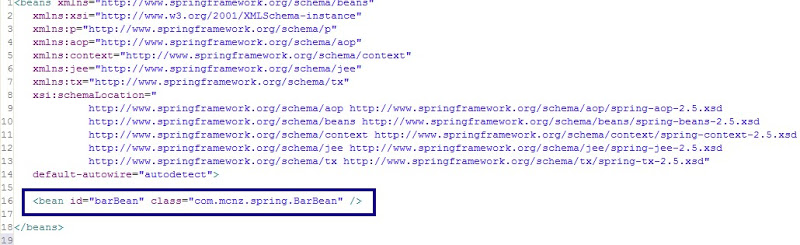 1 <beans xmlns="http://www.springframework.org/schema/beans"
2 xmlns:xsi="http://www.w3.org/2001/XMLSchema-instance"
3 xmlns:p="http://www.springframework.org/schema/p"
4 xmlns:aop="http://www.springframework.org/schema/aop"
5 xmlns:context="http://www.springframework.org/schema/context"
6 xmlns:jee="http://www.springframework.org/schema/jee"
7 xmlns:tx="http://www.springframework.org/schema/tx"
8 xsi:schemaLocation="
9 http://www.springframework.org/schema/aop http://www.springframework.org/schema/aop/spring-aop-2.5.xsd
10 http://www.springframework.org/schema/beans http://www.springframework.org/schema/beans/spring-beans-2.5.xsd
11 http://www.springframework.org/schema/context http://www.springframework.org/schema/context/spring-context-2.5.xsd
12 http://www.springframework.org/schema/jee http://www.springframework.org/schema/jee/spring-jee-2.5.xsd
13 http://www.springframework.org/schema/tx http://www.springframework.org/schema/tx/spring-tx-2.5.xsd"
14 default-autowire="autodetect">
15
16 <bean id="barBean" class="com.mcnz.spring.BarBean" />
17
18 </beans>
19